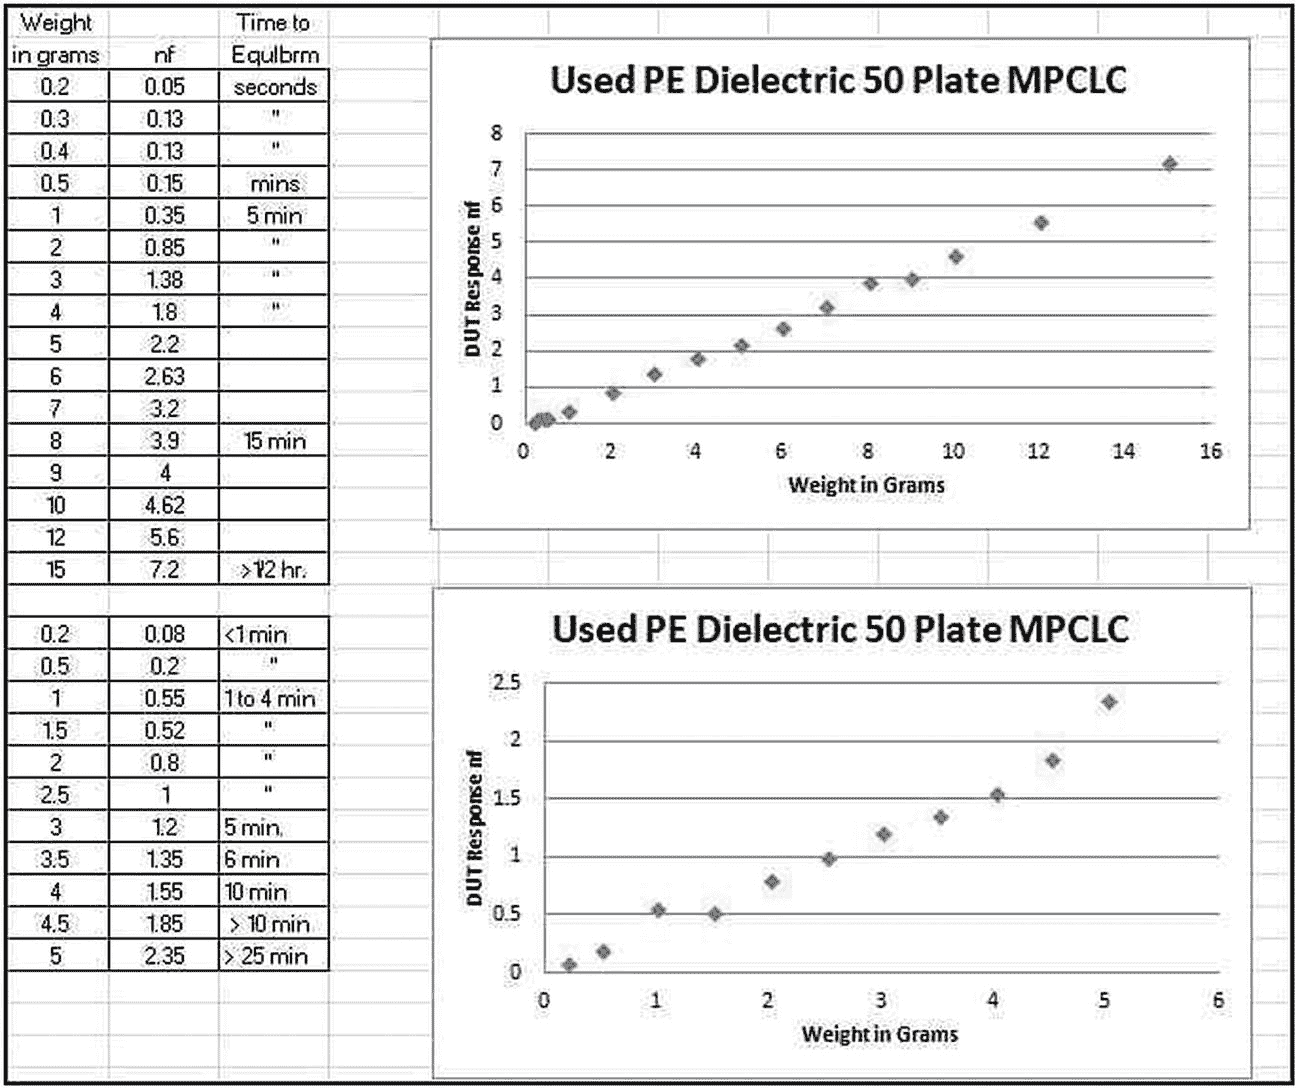 Weight Time to
in grams nf Equlbrm
0.2 0.05 seconds
0.3 0.13 "
0.4 0.13 "
0.5 0.15 mins
1 0.35 5 min
2 0.85 "
3 1.38 "
4 1.8 "
5 2.2
6 2.63
7 3.2
8 3.9 15 min
9 4
10 4.62
12 5.6
15 7.2 >1/2 hr.
0.2 0.08 <1 min
0.5 0.2 "
1 0.55 1 to 4 min
1.5 0.52 "
2 0.8 "
2.5 1 "
3 1.2 5 min.
3.5 1.35 6 min
4 1.55 10 min
4.5 1.85 > 10 min
5 2.35 > 25 min
Used PE Dielectric 50 Plate MPCLC
DUT Response nf
8
7
6
5
4
3
2
1
0
0 2 4 6 8 10 12 14 16
Weight in Grams
Used PE Dielectric 50 Plate MPCLC
DUT Response nf
2.5
2
1.5
1
0.5
0
0 1 2 3 4 5 6
Weight in Grams